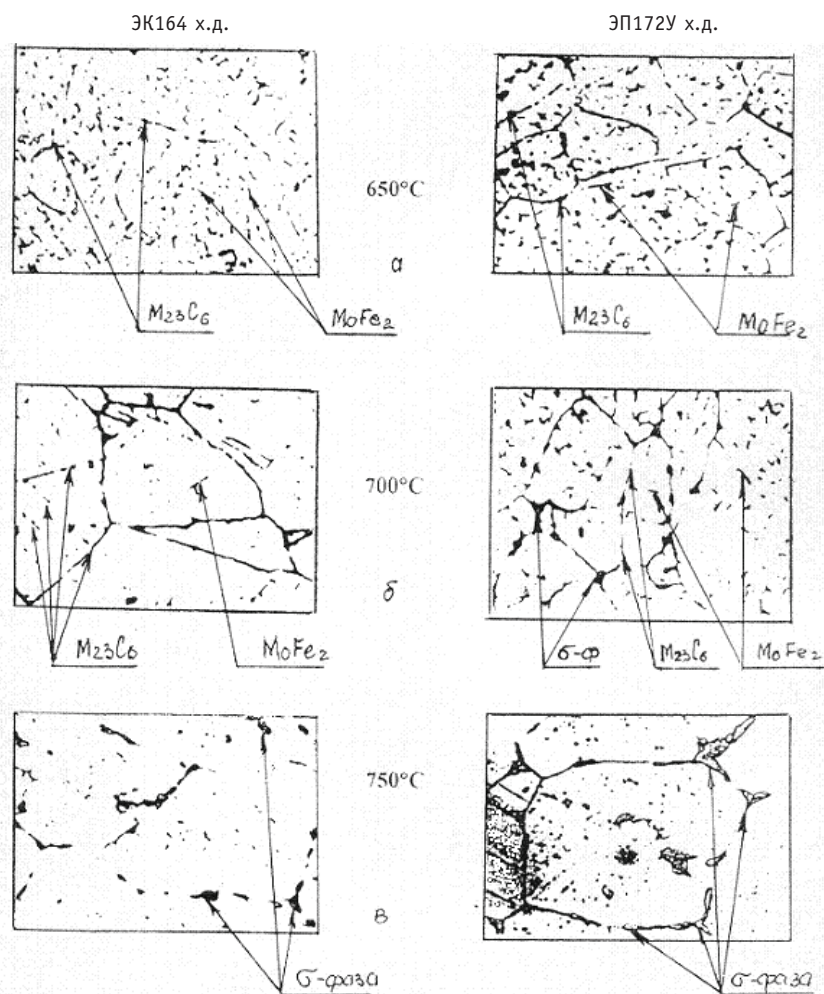 ЭК164 х.д. ЭП172У х.д.
650°C
а
M23C6 MoFe2 M23C6 MoFe2
700°C
б
M23C6 MoFe2 σ-ф M23C6 MoFe2
750°C
в
σ-фаза σ-фаза